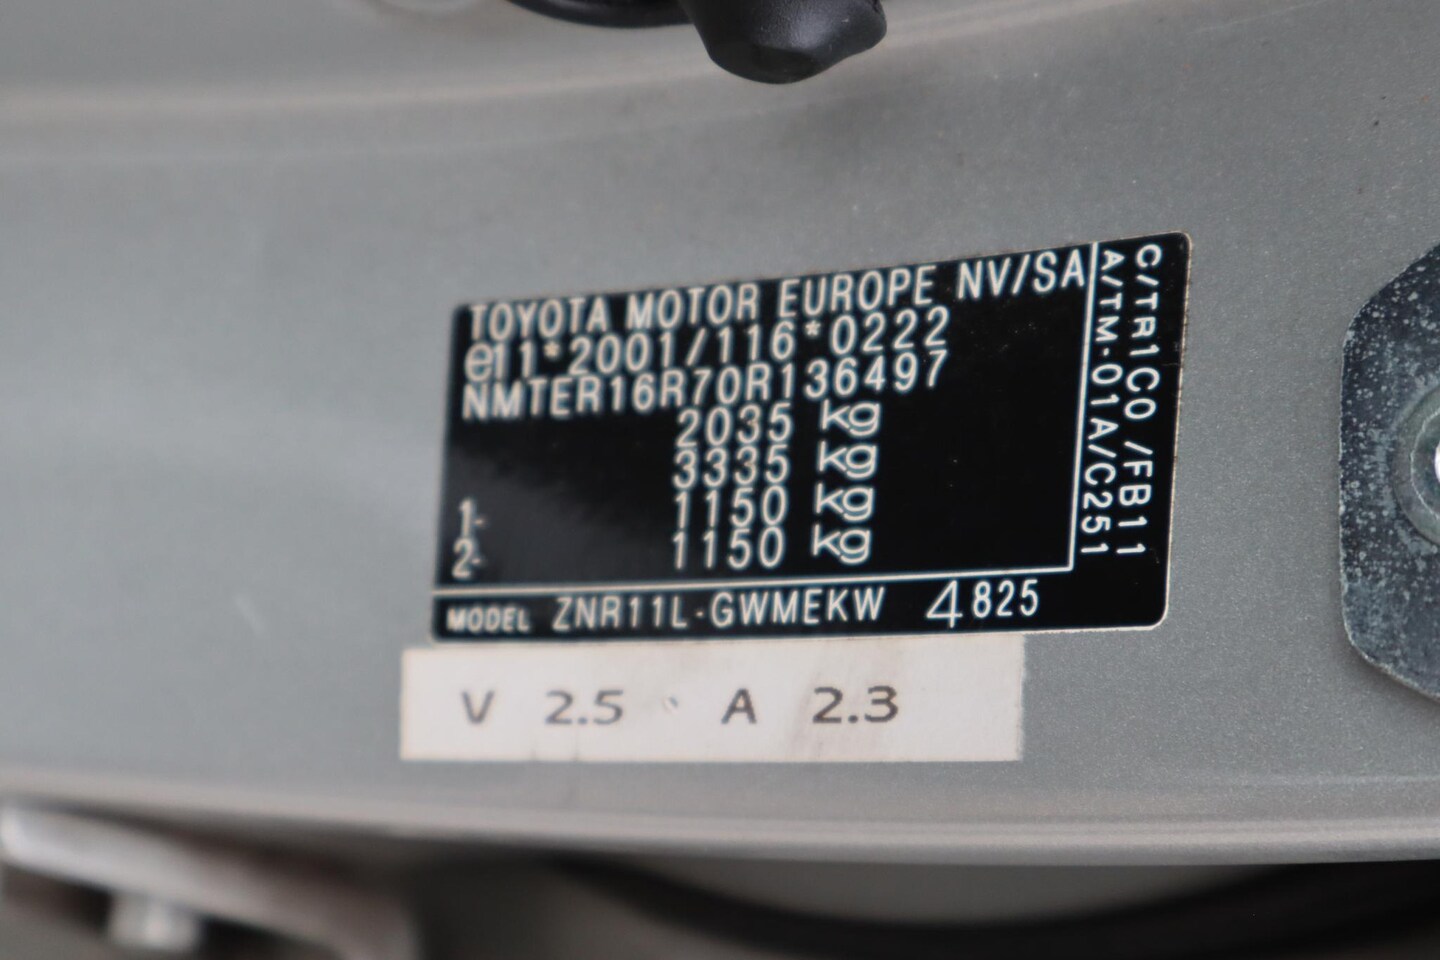 TOYOTA MOTOR EUROPE NV/SA
e11*2001/116*0222
NMTER16R70R136497
2035 kg
3335 kg
1- 1150 kg
2- 1150 kg
C/TR1C0 /FB11
A/TM-01A/C251
MODEL ZNR11L-GWMEKW 4825
V 2.5 A 2.3